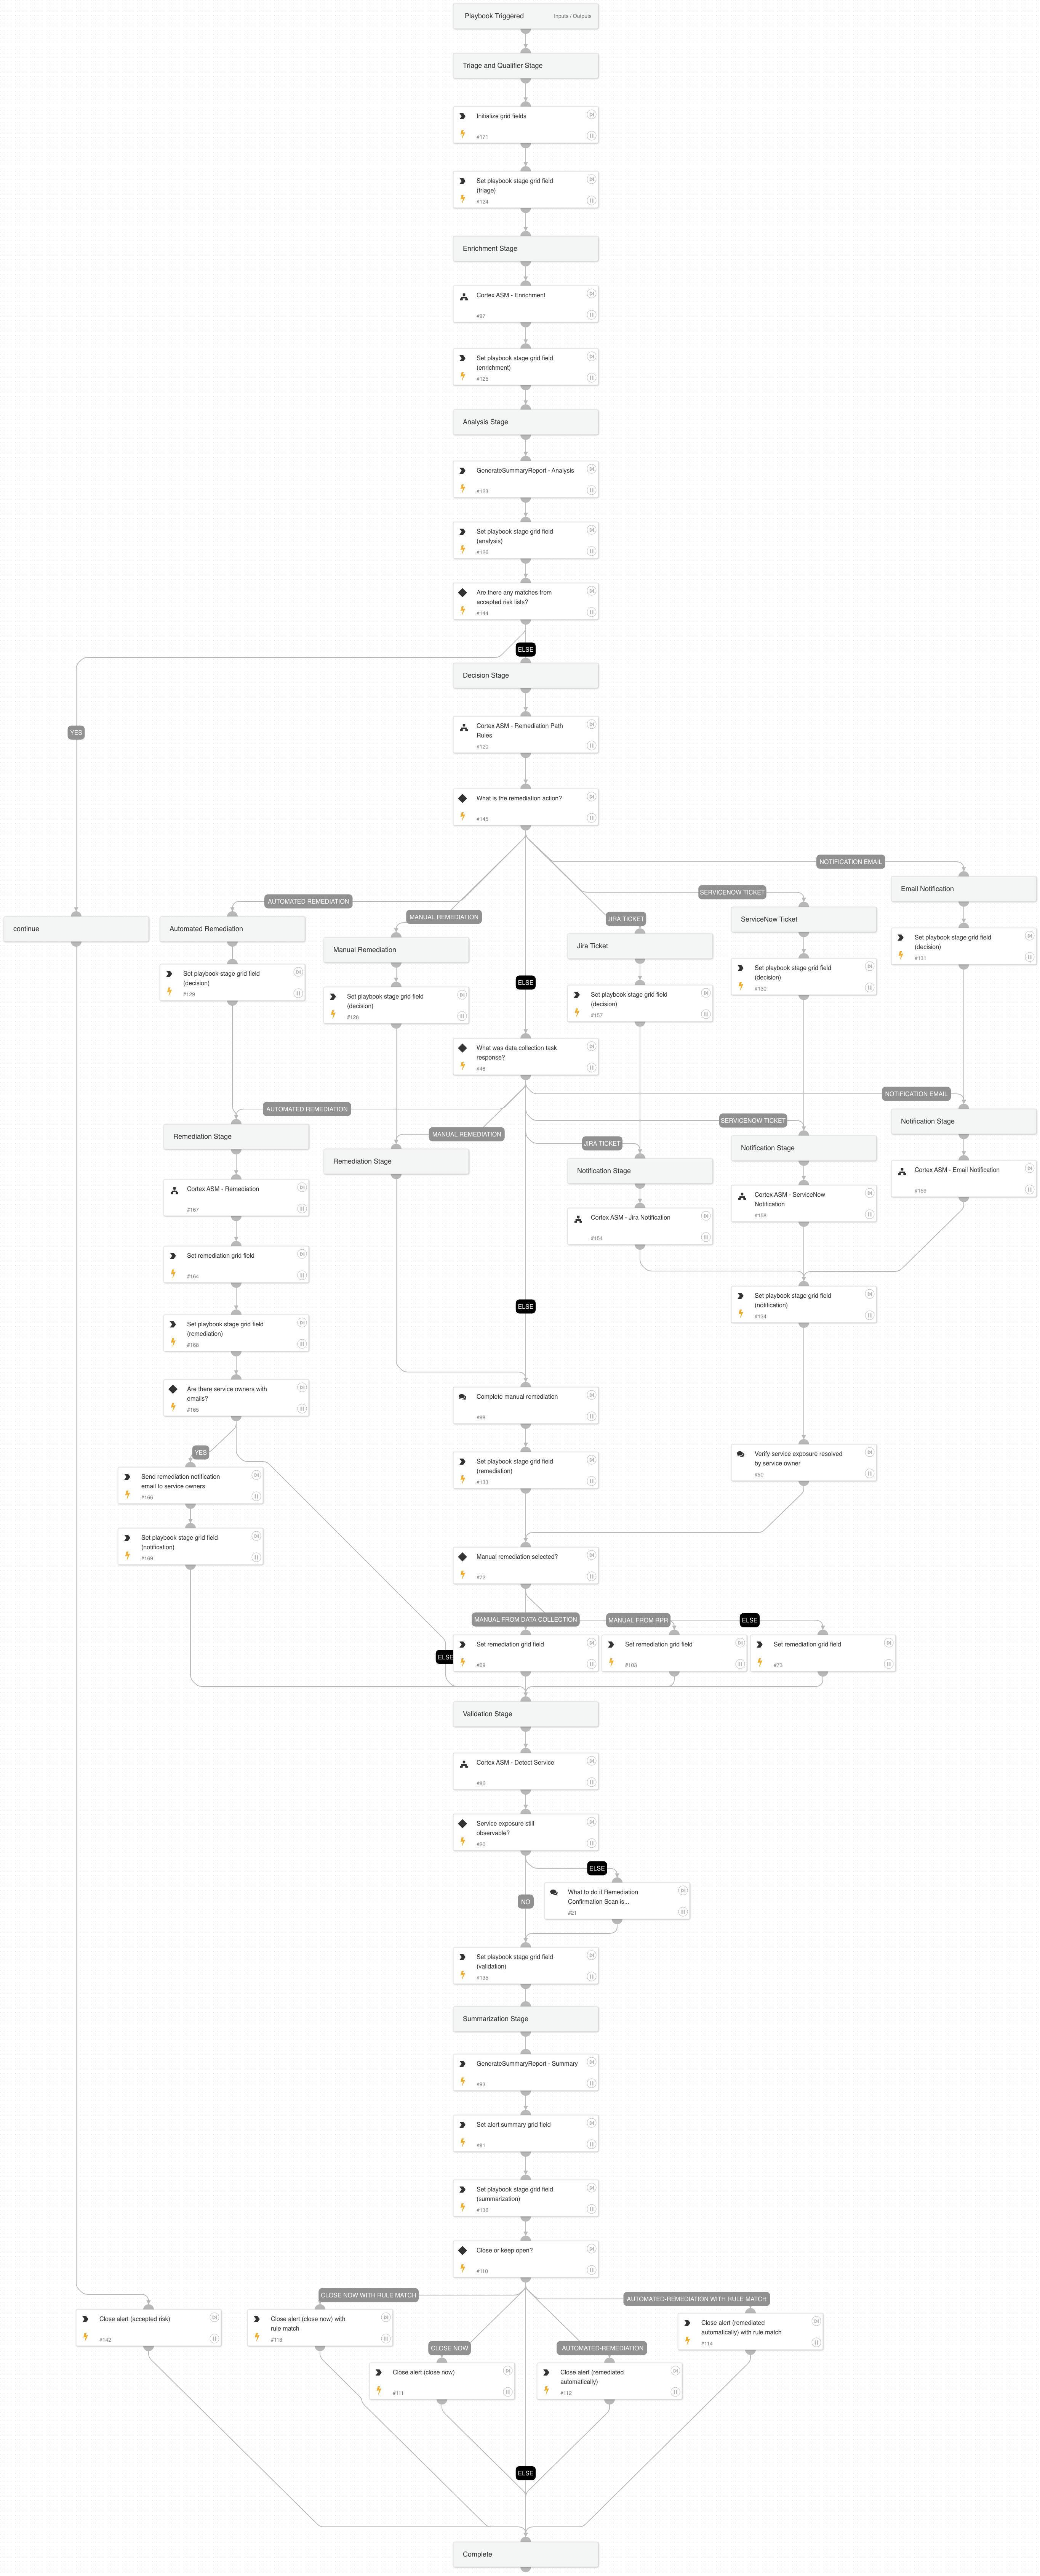 Playbook Triggered
Inputs / Outputs
Triage and Qualifier Stage
Initialize grid fields
#171
Set playbook stage grid field
(triage)
#124
Enrichment Stage
Cortex ASM - Enrichment
#97
Set playbook stage grid field
(enrichment)
#125
Analysis Stage
GenerateSummaryReport - Analysis
#123
Set playbook stage grid field
(analysis)
#126
Are there any matches from
accepted risk lists?
#144
ELSE
YES
Decision Stage
Cortex ASM - Remediation Path
Rules
#120
What is the remediation action?
#145
NOTIFICATION EMAIL
SERVICENOW TICKET
AUTOMATED REMEDIATION
MANUAL REMEDIATION
JIRA TICKET
ELSE
continue
Automated Remediation
Set playbook stage grid field
(decision)
#129
Manual Remediation
Set playbook stage grid field
(decision)
#128
Jira Ticket
Set playbook stage grid field
(decision)
#157
ServiceNow Ticket
Set playbook stage grid field
(decision)
#130
Email Notification
Set playbook stage grid field
(decision)
#131
What was data collection task
response?
#48
NOTIFICATION EMAIL
AUTOMATED REMEDIATION
SERVICENOW TICKET
MANUAL REMEDIATION
JIRA TICKET
ELSE
Remediation Stage
Cortex ASM - Remediation
#167
Set remediation grid field
#164
Set playbook stage grid field
(remediation)
#168
Are there service owners with
emails?
#165
YES
Send remediation notification
email to service owners
#166
Set playbook stage grid field
(notification)
#169
Remediation Stage
Notification Stage
Cortex ASM - Jira Notification
#154
Notification Stage
Cortex ASM - ServiceNow
Notification
#158
Notification Stage
Cortex ASM - Email Notification
#159
Set playbook stage grid field
(notification)
#134
Complete manual remediation
#88
Set playbook stage grid field
(remediation)
#133
Verify service exposure resolved
by service owner
#50
Manual remediation selected?
#72
MANUAL FROM DATA COLLECTION
MANUAL FROM RPR
ELSE
ELSE
Set remediation grid field
#89
Set remediation grid field
#103
Set remediation grid field
#73
Validation Stage
Cortex ASM - Detect Service
#86
Service exposure still
observable?
#20
ELSE
NO
What to do if Remediation
Confirmation Scan is...
#21
Set playbook stage grid field
(validation)
#135
Summarization Stage
GenerateSummaryReport - Summary
#93
Set alert summary grid field
#81
Set playbook stage grid field
(summarization)
#136
Close or keep open?
#110
CLOSE NOW WITH RULE MATCH
AUTOMATED-REMEDIATION WITH RULE MATCH
CLOSE NOW
AUTOMATED-REMEDIATION
Close alert (accepted risk)
#142
Close alert (close now) with
rule match
#113
Close alert (close now)
#111
Close alert (remediated
automatically)
#112
Close alert (remediated
automatically) with rule match
#114
ELSE
Complete